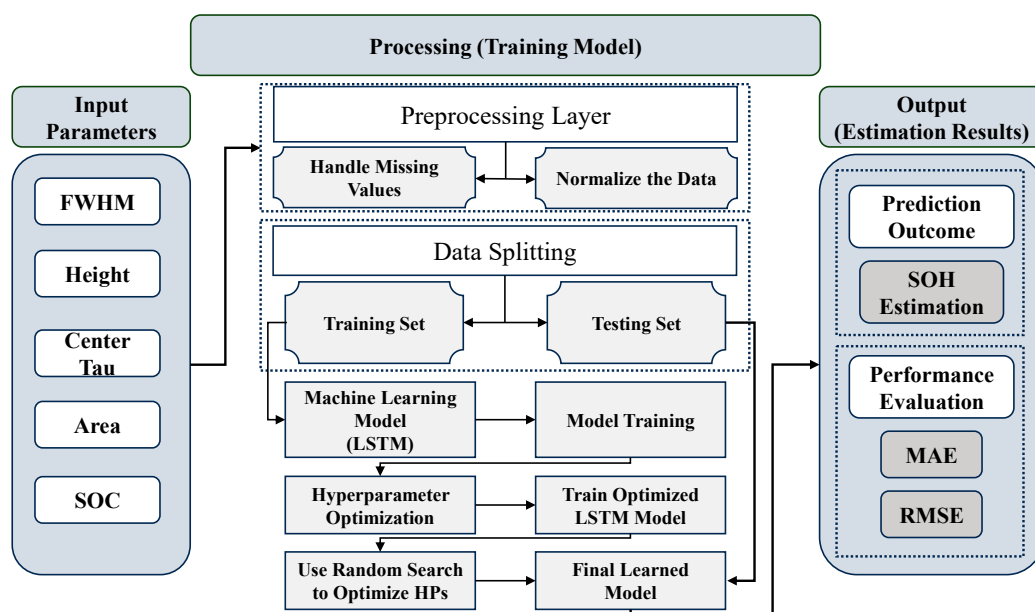 Processing (Training Model)
Input
Parameters
FWHM
Height
Center
Tau
Area
SOC
Preprocessing Layer
Handle Missing
Values
Normalize the Data
Data Splitting
Training Set
Testing Set
Machine Learning
Model
(LSTM)
Model Training
Hyperparameter
Optimization
Train Optimized
LSTM Model
Use Random Search
to Optimize HPs
Final Learned
Model
Output
(Estimation Results)
Prediction
Outcome
SOH
Estimation
Performance
Evaluation
MAE
RMSE